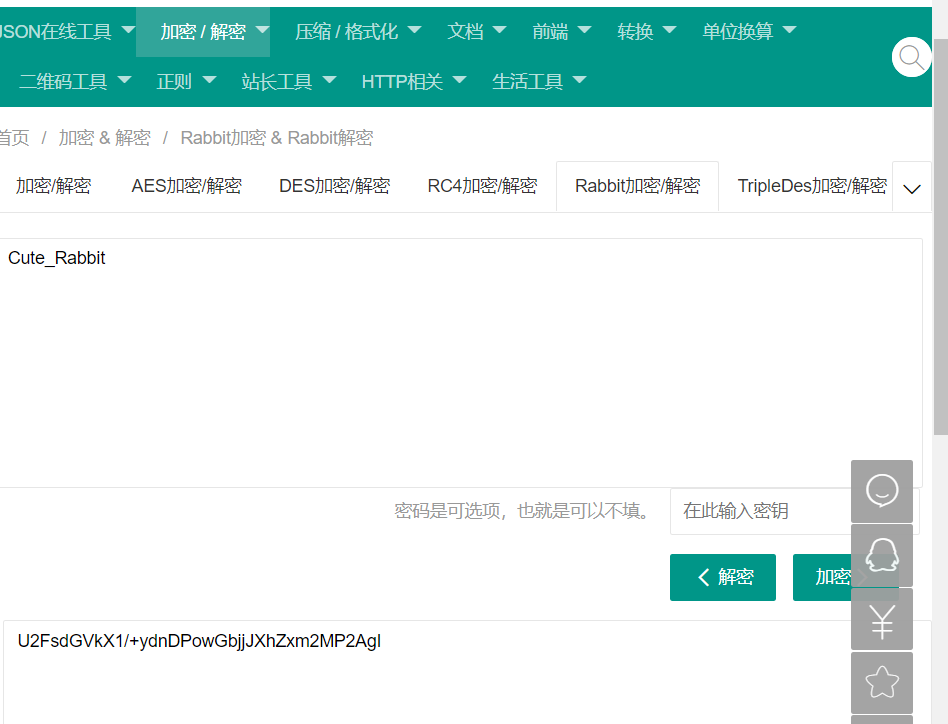 JSON在线工具 加密 / 解密 压缩 / 格式化 文档 前端 转换 单位换算
二维码工具 正则 站长工具 HTTP相关 生活工具
首页 / 加密 & 解密 / Rabbit加密 & Rabbit解密
加密/解密 AES加密/解密 DES加密/解密 RC4加密/解密 Rabbit加密/解密 TripleDes加密/解密
Cute_Rabbit
密码是可选项，也就是可以不填。 在此输入密钥
解密 加密
U2FsdGVkX1/+ydnDPowGbjjJXhZxm2MP2AgI